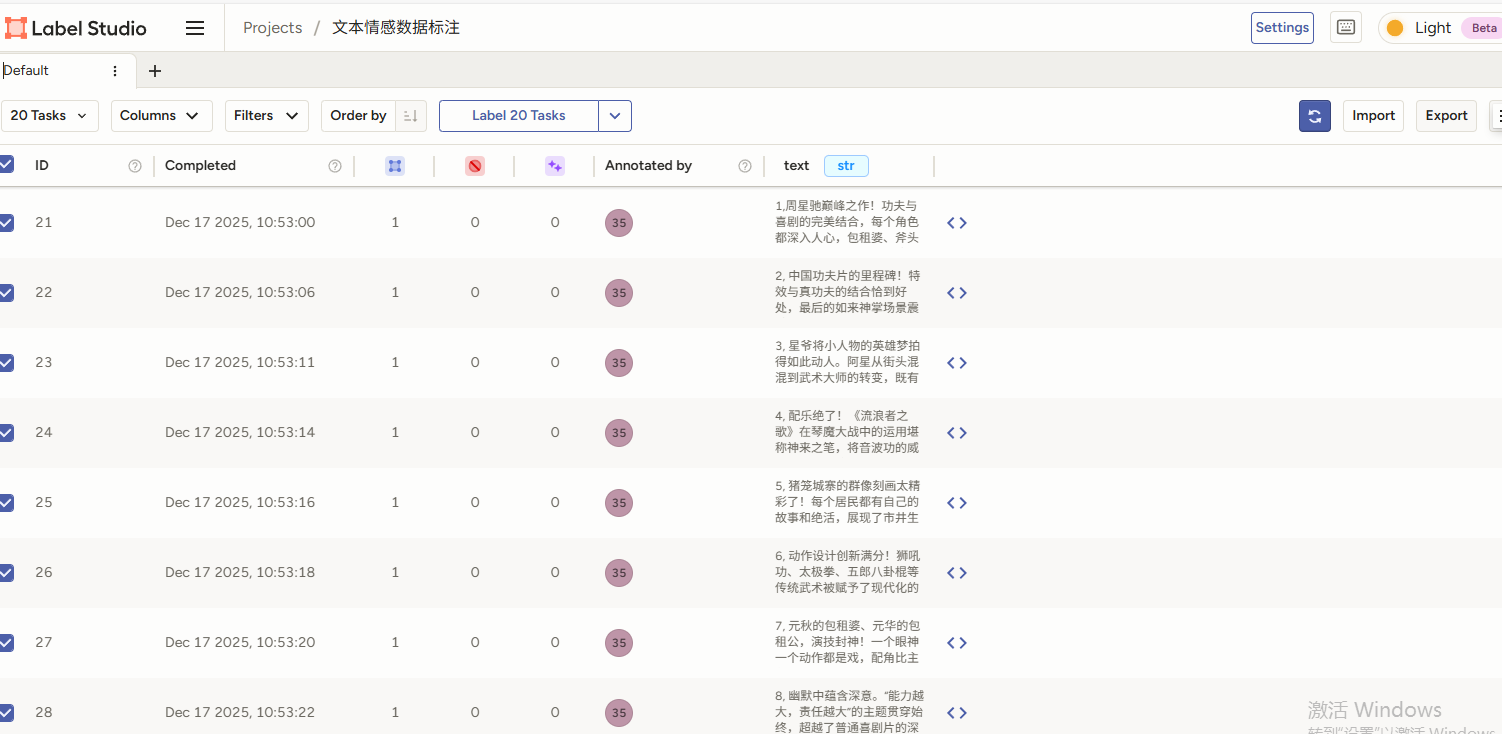 Label Studio
Projects / 文本情感数据标注
Settings
Light
Beta
Default
20 Tasks
Columns
Filters
Order by
Label 20 Tasks
Import
Export
ID
Completed
Annotated by
text
str
21
Dec 17 2025, 10:53:00
1
0
0
35
1,周星驰巅峰之作！功夫与
喜剧的完美结合，每个角色
都深入人心，包租婆、斧头
22
Dec 17 2025, 10:53:06
1
0
0
35
2, 中国功夫片的里程碑！特
效与真功夫的结合恰到好
处，最后的如来神掌场景震
23
Dec 17 2025, 10:53:11
1
0
0
35
3, 星爷将小人物的英雄梦拍
得如此动人。阿星从街头混
混到武术大师的转变，既有
24
Dec 17 2025, 10:53:14
1
0
0
35
4, 配乐绝了！《流浪者之
歌》在琴魔大战中的运用堪
称神来之笔，将音波功的威
25
Dec 17 2025, 10:53:16
1
0
0
35
5, 猪笼城寨的群像刻画太精
彩了！每个居民都有自己的
故事和绝活，展现了市井生
26
Dec 17 2025, 10:53:18
1
0
0
35
6, 动作设计创新满分！狮吼
功、太极拳、五郎八卦棍等
传统武术被赋予了现代化的
27
Dec 17 2025, 10:53:20
1
0
0
35
7, 元秋的包租婆、元华的包
租公，演技封神！一个眼神
一个动作都是戏，配角比主
28
Dec 17 2025, 10:53:22
1
0
0
35
8, 幽默中蕴含深意。“能力越
大，责任越大”的主题贯穿始
终，超越了普通喜剧片的深
激活 Windows
转到“设置”以激活 Windows